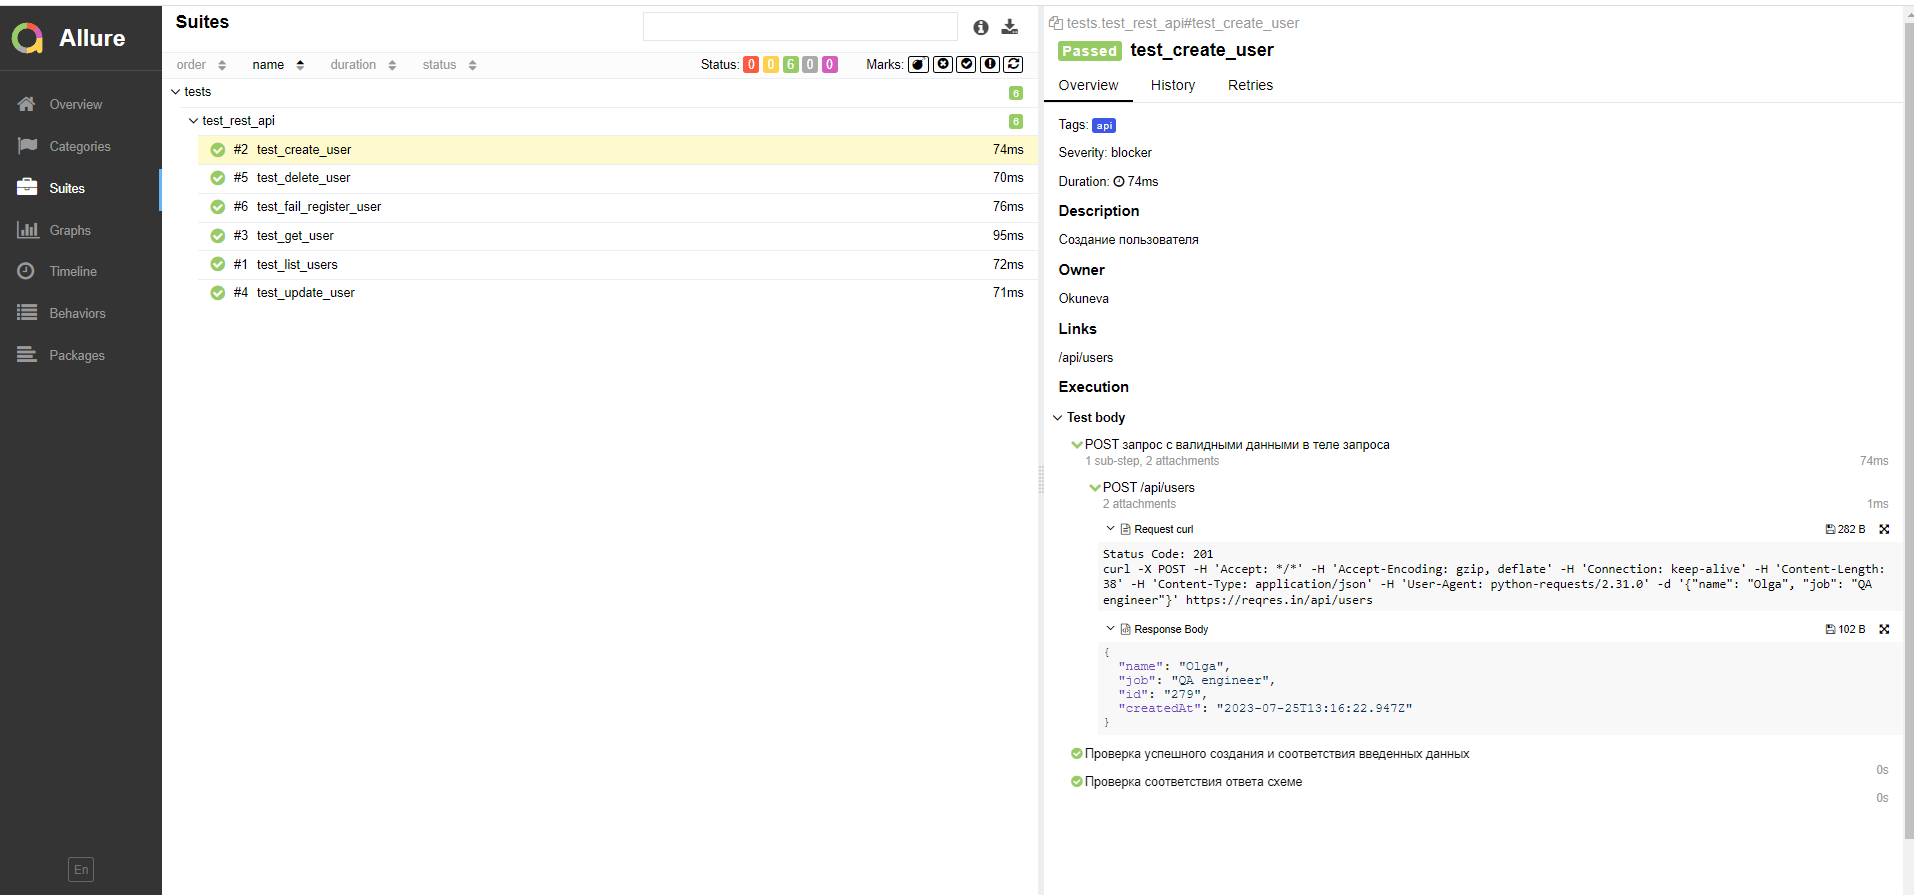 Allure
Overview
Categories
Suites
Graphs
Timeline
Behaviors
Packages
En
Suites
order name duration status
Status: 0 0 6 0 0 Marks:
tests 6
test_rest_api 6
#2 test_create_user 74ms
#5 test_delete_user 70ms
#6 test_fail_register_user 76ms
#3 test_get_user 95ms
#1 test_list_users 72ms
#4 test_update_user 71ms
tests.test_rest_api#test_create_user
Passed test_create_user
Overview History Retries
Tags: api
Severity: blocker
Duration: 74ms
Description
Создание пользователя
Owner
Okuneva
Links
/api/users
Execution
Test body
POST запрос с валидными данными в теле запроса
1 sub-step, 2 attachments 74ms
POST /api/users
2 attachments 1ms
Request curl 282 B
Status Code: 201
curl -X POST -H 'Accept: */*' -H 'Accept-Encoding: gzip, deflate' -H 'Connection: keep-alive' -H 'Content-Length:
38' -H 'Content-Type: application/json' -H 'User-Agent: python-requests/2.31.0' -d '{"name": "Olga", "job": "QA
engineer"}' https://reqres.in/api/users
Response Body 102 B
{
"name": "Olga",
"job": "QA engineer",
"id": "279",
"createdAt": "2023-07-25T13:16:22.947Z"
}
Проверка успешного создания и соответствия введенных данных
0s
Проверка соответствия ответа схеме
0s